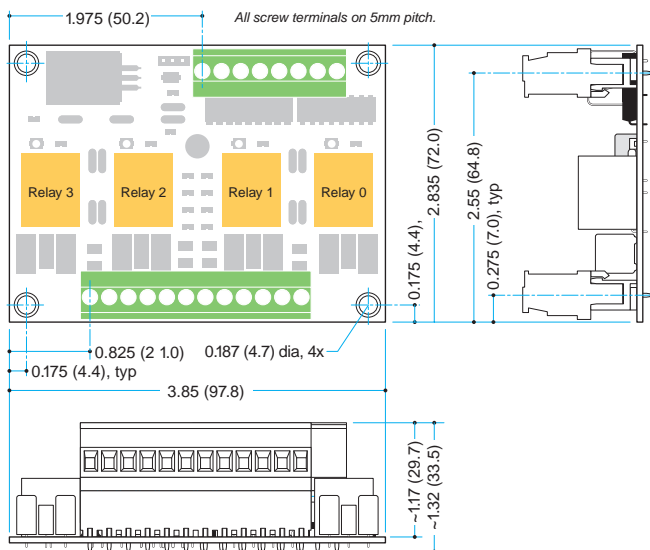 1.975 (50.2)
All screw terminals on 5mm pitch.
Relay 3
Relay 2
Relay 1
Relay 0
0.175 (4.4),
2.835 (72.0)
2.55 (64.8)
0.275 (7.0), typ
0.825 (2 1.0)
0.187 (4.7) dia, 4x
0.175 (4.4), typ
3.85 (97.8)
~1.17 (29.7)
~1.32 (33.5)